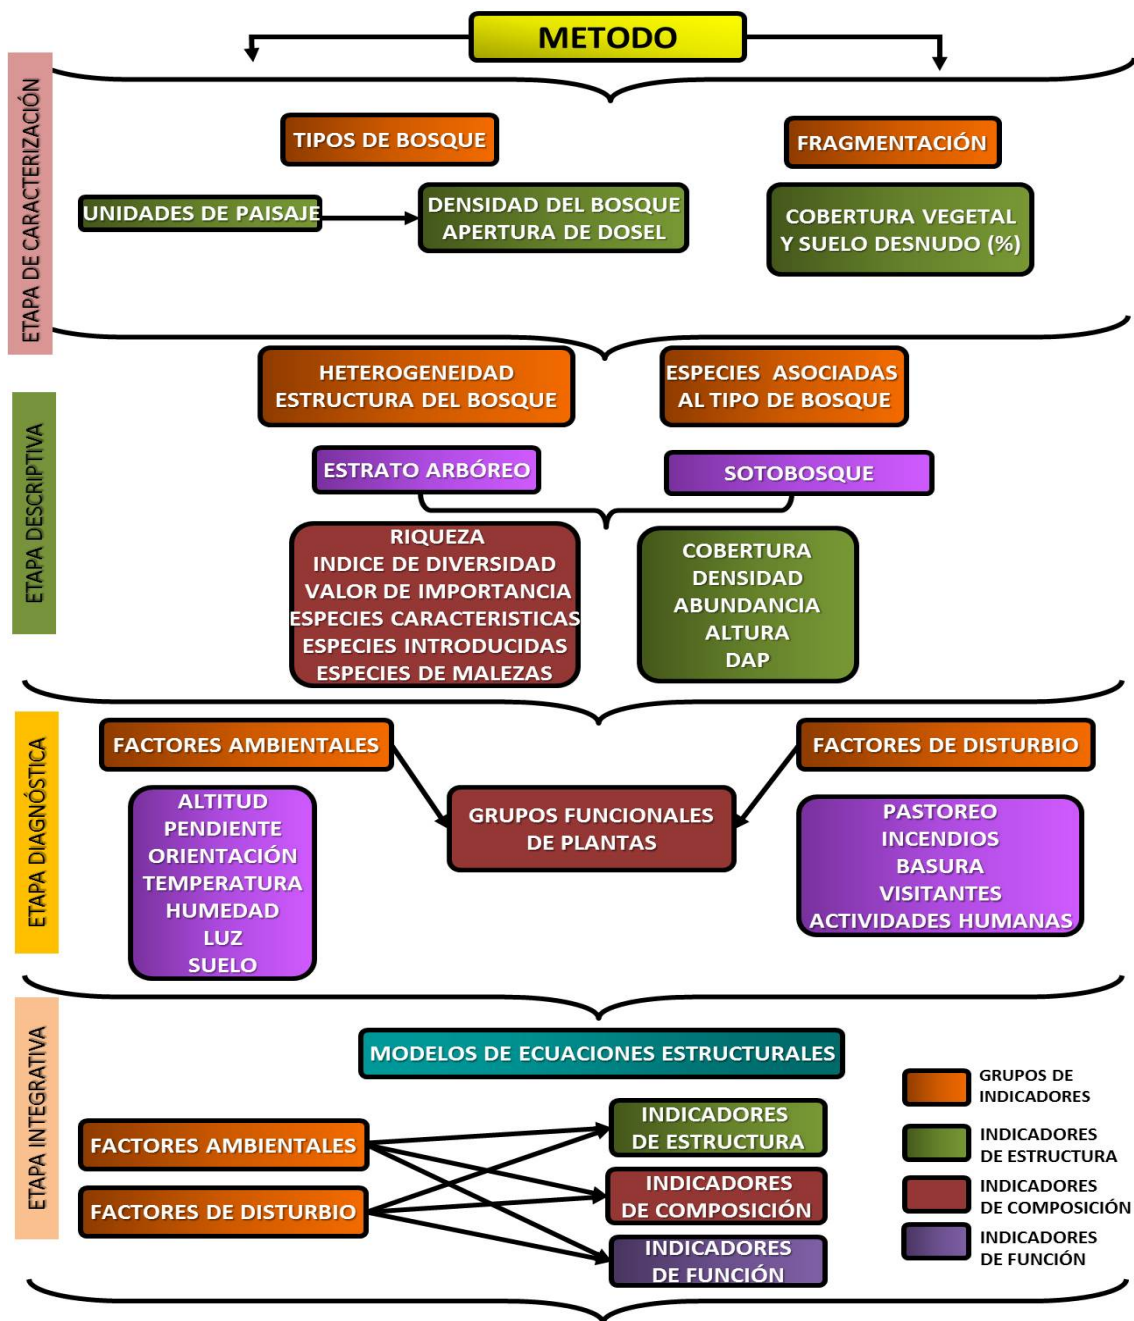 METODO
ETAPA DE CARACTERIZACIÓN
TIPOS DE BOSQUE
FRAGMENTACIÓN
UNIDADES DE PAISAJE
DENSIDAD DEL BOSQUE
APERTURA DE DOSEL
COBERTURA VEGETAL
Y SUELO DESNUDO (%)
ETAPA DESCRIPTIVA
HETEROGENEIDAD
ESTRUCTURA DEL BOSQUE
ESPECIES ASOCIADAS
AL TIPO DE BOSQUE
ESTRATO ARBÓREO
SOTOBOSQUE
RIQUEZA
INDICE DE DIVERSIDAD
VALOR DE IMPORTANCIA
ESPECIES CARACTERISTICAS
ESPECIES INTRODUCIDAS
ESPECIES DE MALEZAS
COBERTURA
DENSIDAD
ABUNDANCIA
ALTURA
DAP
ETAPA DIAGNÓSTICA
FACTORES AMBIENTALES
FACTORES DE DISTURBIO
GRUPOS FUNCIONALES
DE PLANTAS
ALTITUD
PENDIENTE
ORIENTACIÓN
TEMPERATURA
HUMEDAD
LUZ
SUELO
PASTOREO
INCENDIOS
BASURA
VISITANTES
ACTIVIDADES HUMANAS
ETAPA INTEGRATIVA
MODELOS DE ECUACIONES ESTRUCTURALES
FACTORES AMBIENTALES
FACTORES DE DISTURBIO
INDICADORES
DE ESTRUCTURA
INDICADORES
DE COMPOSICIÓN
INDICADORES
DE FUNCIÓN
GRUPOS DE
INDICADORES
INDICADORES
DE ESTRUCTURA
INDICADORES
DE COMPOSICIÓN
INDICADORES
DE FUNCIÓN